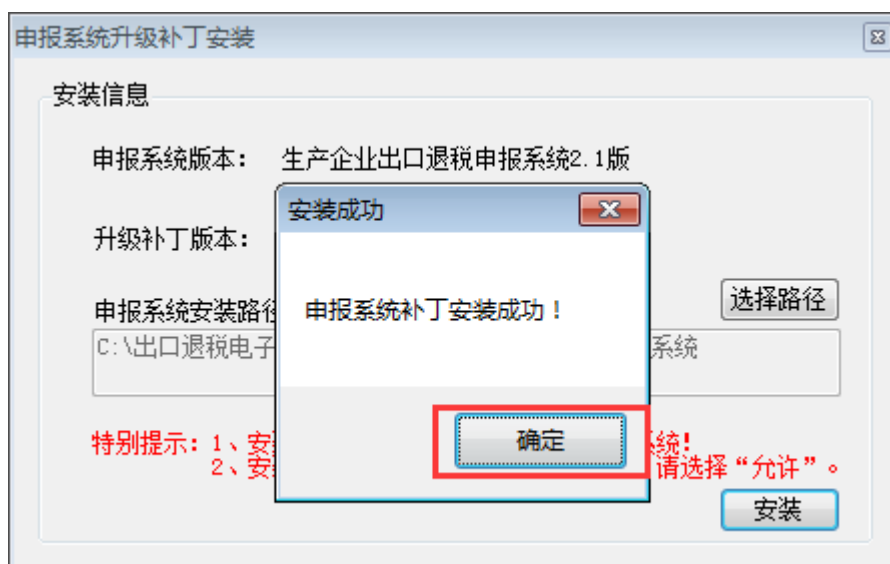 申报系统升级补丁安装
安装信息
申报系统版本： 生产企业出口退税申报系统2.1版
安装成功
升级补丁版本：
申报系统补丁安装成功！
申报系统安装路径
选择路径
C:\出口退税电子
系统
确定
特别提示：1、安
统！
2、安
请选择“允许”。
安装